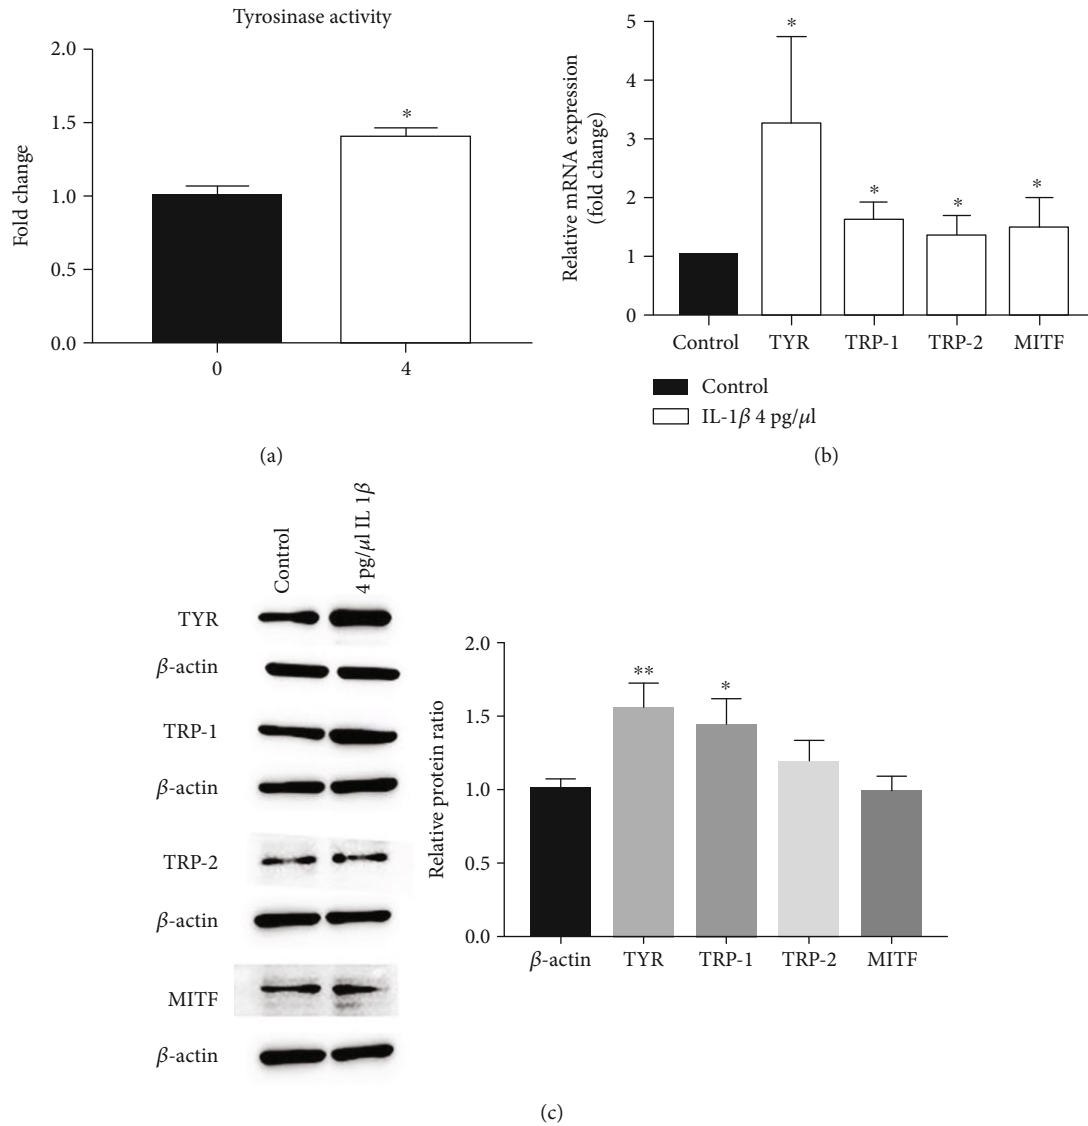 Tyrosinase activity
2.0
1.5
1.0
0.5
0.0
Fold change
*
0
4
(a)
5
4
3
2
1
0
Relative mRNA expression
(fold change)
*
*
*
*
Control
TYR
TRP-1
TRP-2
MITF
Control
IL-1β 4 pg/μl
(b)
Control
4 pg/μl IL 1β
TYR
β-actin
TRP-1
β-actin
TRP-2
β-actin
MITF
β-actin
2.0
1.5
1.0
0.5
0.0
Relative protein ratio
**
*
β-actin
TYR
TRP-1
TRP-2
MITF
(c)